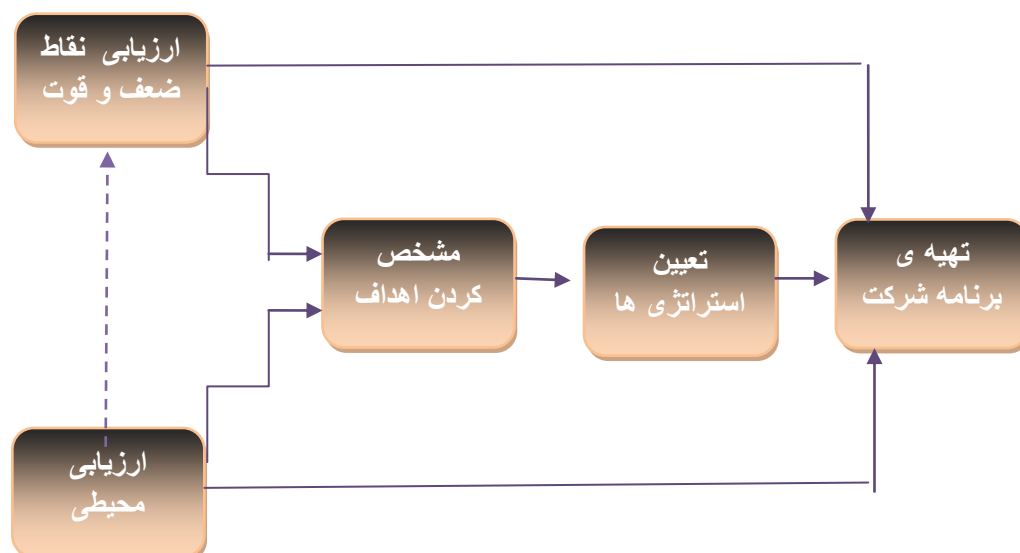 ارزیابی نقاط
ضعف و قوت
مشخص
کردن اهداف
تعیین
استراتژی ها
تهیه ی
برنامه شرکت
ارزیابی
محیطی